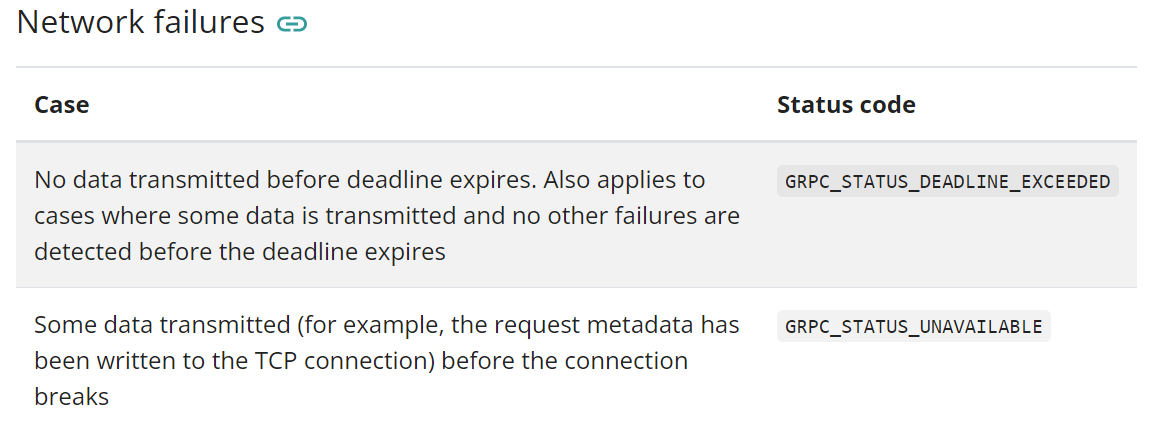 Network failures
Case
Status code
No data transmitted before deadline expires. Also applies to
cases where some data is transmitted and no other failures are
detected before the deadline expires
GRPC_STATUS_DEADLINE_EXCEEDED
Some data transmitted (for example, the request metadata has
been written to the TCP connection) before the connection
breaks
GRPC_STATUS_UNAVAILABLE